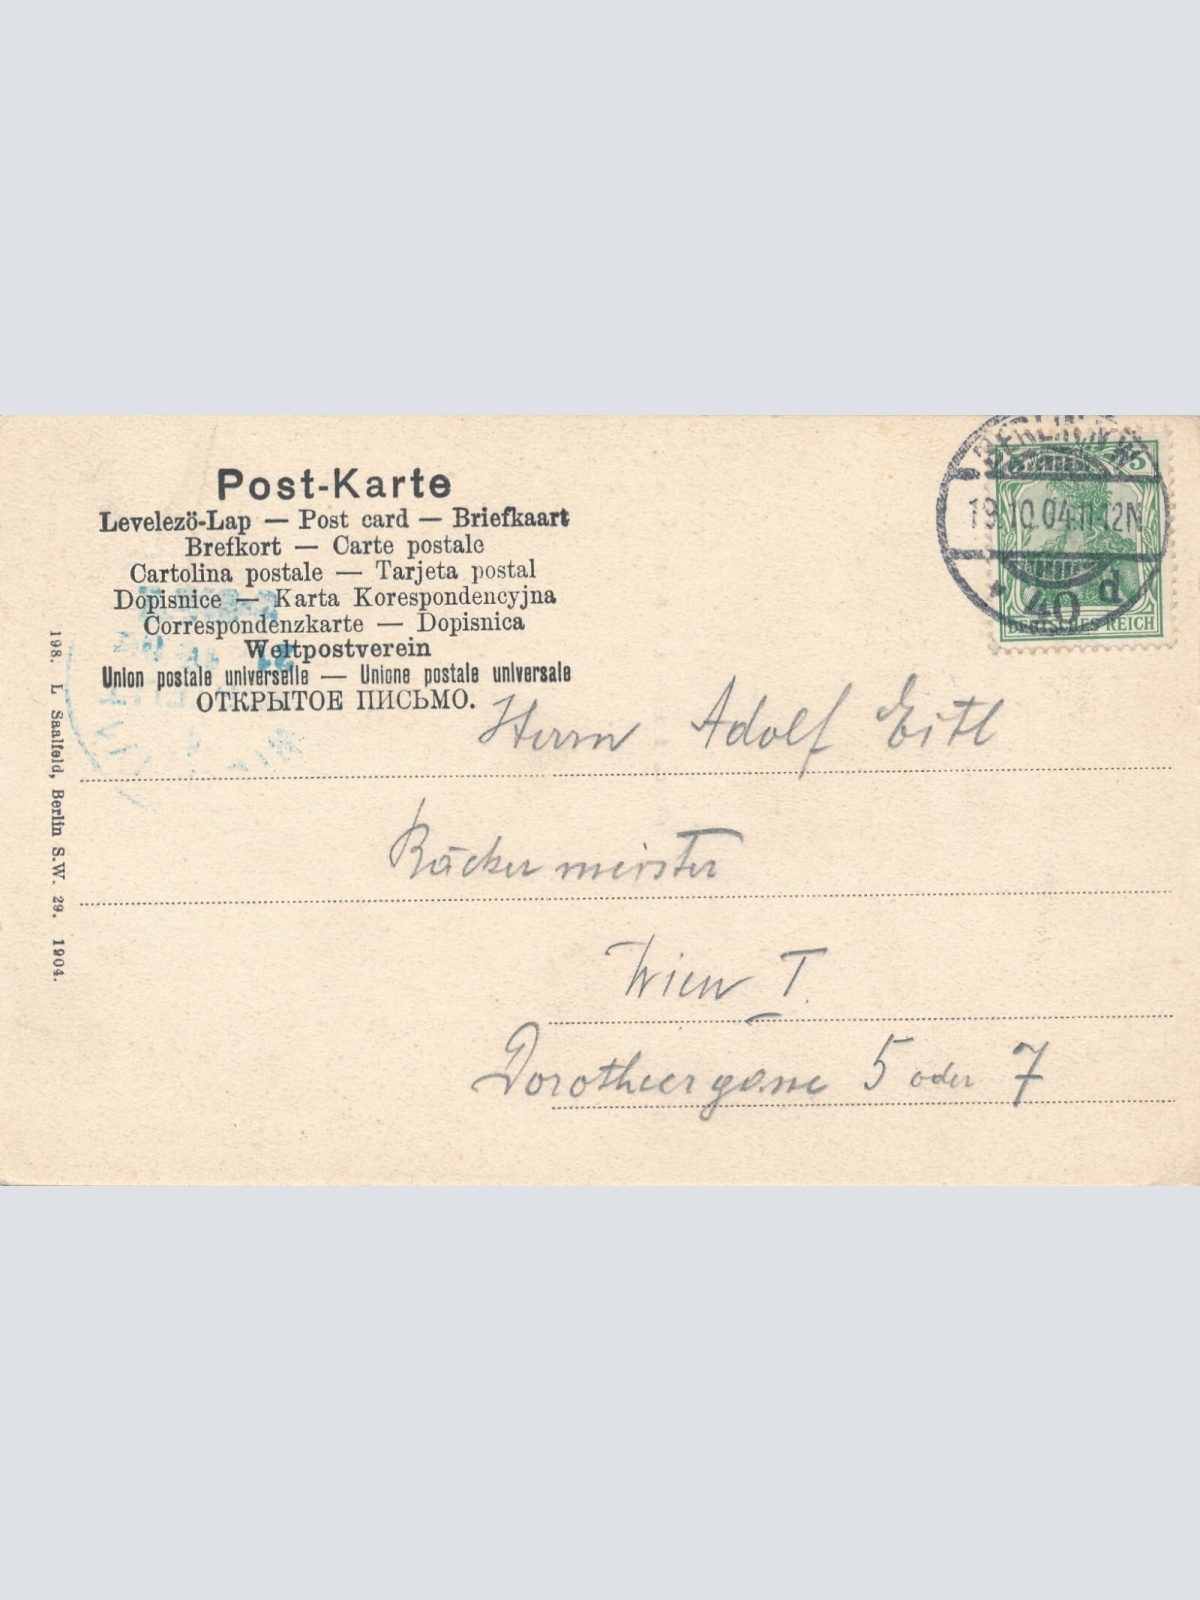 Post-Karte
Levelezö-Lap — Post card — Briefkaart
Brefkort — Carte postale
Cartolina postale — Tarjeta postal
Dopisnice — Karta Korespondencyjna
Correspondenzkarte — Dopisnica
Weltpostverein
Union postale universelle — Unione postale universale
ОТКРЫТОЕ ПИСЬМО.
19.10.04.11-12N
* 40 d
5
DEUTSCHES REICH
Herrn Adolf Eitl
Bäckermeister
Wien I.
Dorotheergasse 5 oder 7
198. L Saalfeld, Berlin S.W. 29. 1904.